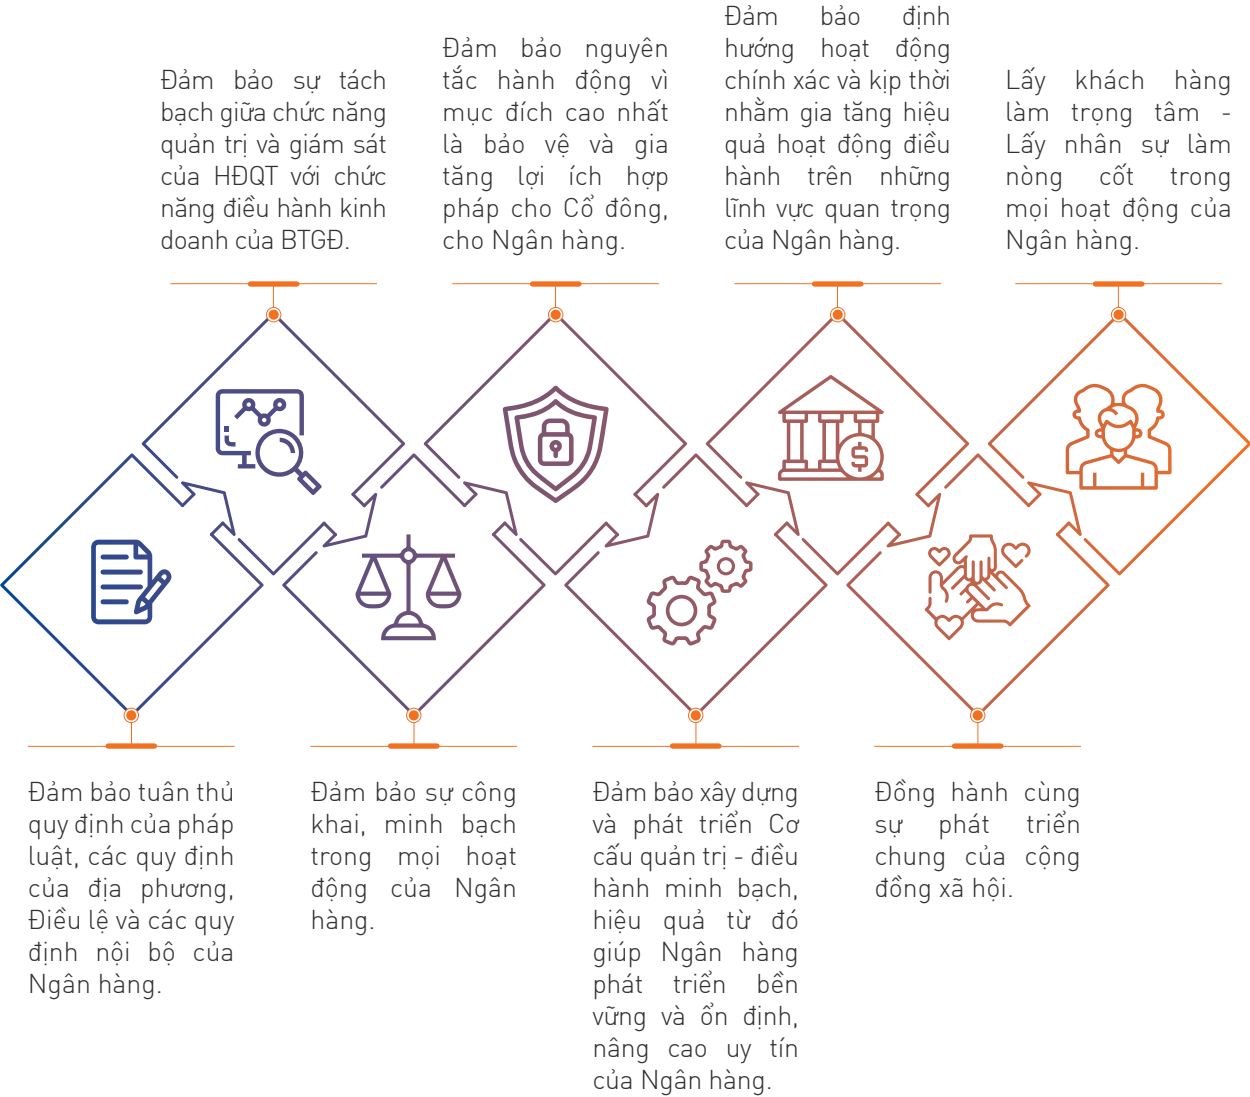 Đảm bảo sự tách
bạch giữa chức năng
quản trị và giám sát
của HĐQT với chức
năng điều hành kinh
doanh của BTGĐ.
Đảm bảo nguyên
tắc hành động vì
mục đích cao nhất
là bảo vệ và gia
tăng lợi ích hợp
pháp cho Cổ đông,
cho Ngân hàng.
Đảm bảo định
hướng hoạt động
chính xác và kịp thời
nhằm gia tăng hiệu
quả hoạt động điều
hành trên những
lĩnh vực quan trọng
của Ngân hàng.
Lấy khách hàng
làm trọng tâm -
Lấy nhân sự làm
nòng cốt trong
mọi hoạt động của
Ngân hàng.
$
Đảm bảo tuân thủ
quy định của pháp
luật, các quy định
của địa phương,
Điều lệ và các quy
định nội bộ của
Ngân hàng.
Đảm bảo sự công
khai, minh bạch
trong mọi hoạt
động của Ngân
hàng.
Đảm bảo xây dựng
và phát triển Cơ
cấu quản trị - điều
hành minh bạch,
hiệu quả từ đó
giúp Ngân hàng
phát triển bền
vững và ổn định,
nâng cao uy tín
của Ngân hàng.
Đồng hành cùng
sự phát triển
chung của cộng
đồng xã hội.